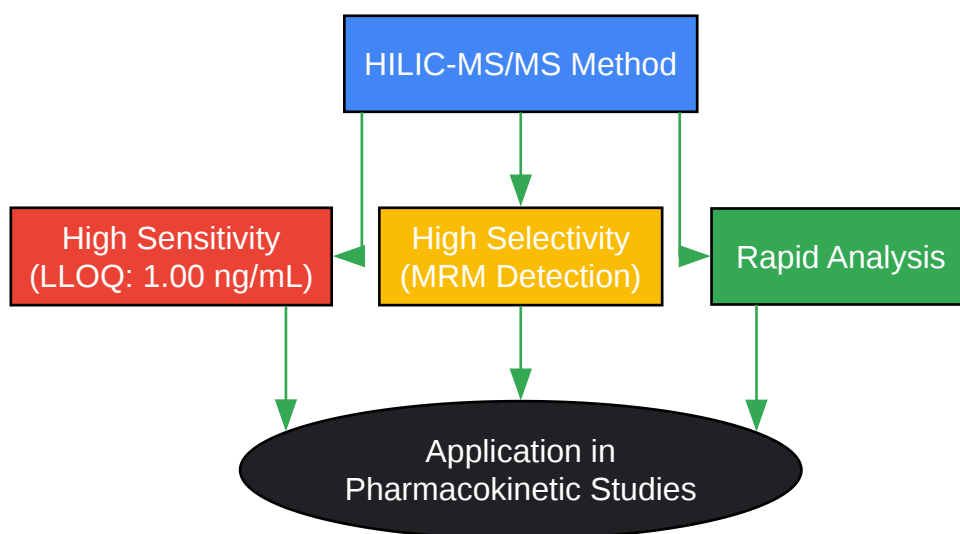 HILIC-MS/MS Method
High Sensitivity
(LLOQ: 1.00 ng/mL)
High Selectivity
(MRM Detection)
Rapid Analysis
Application in
Pharmacokinetic Studies